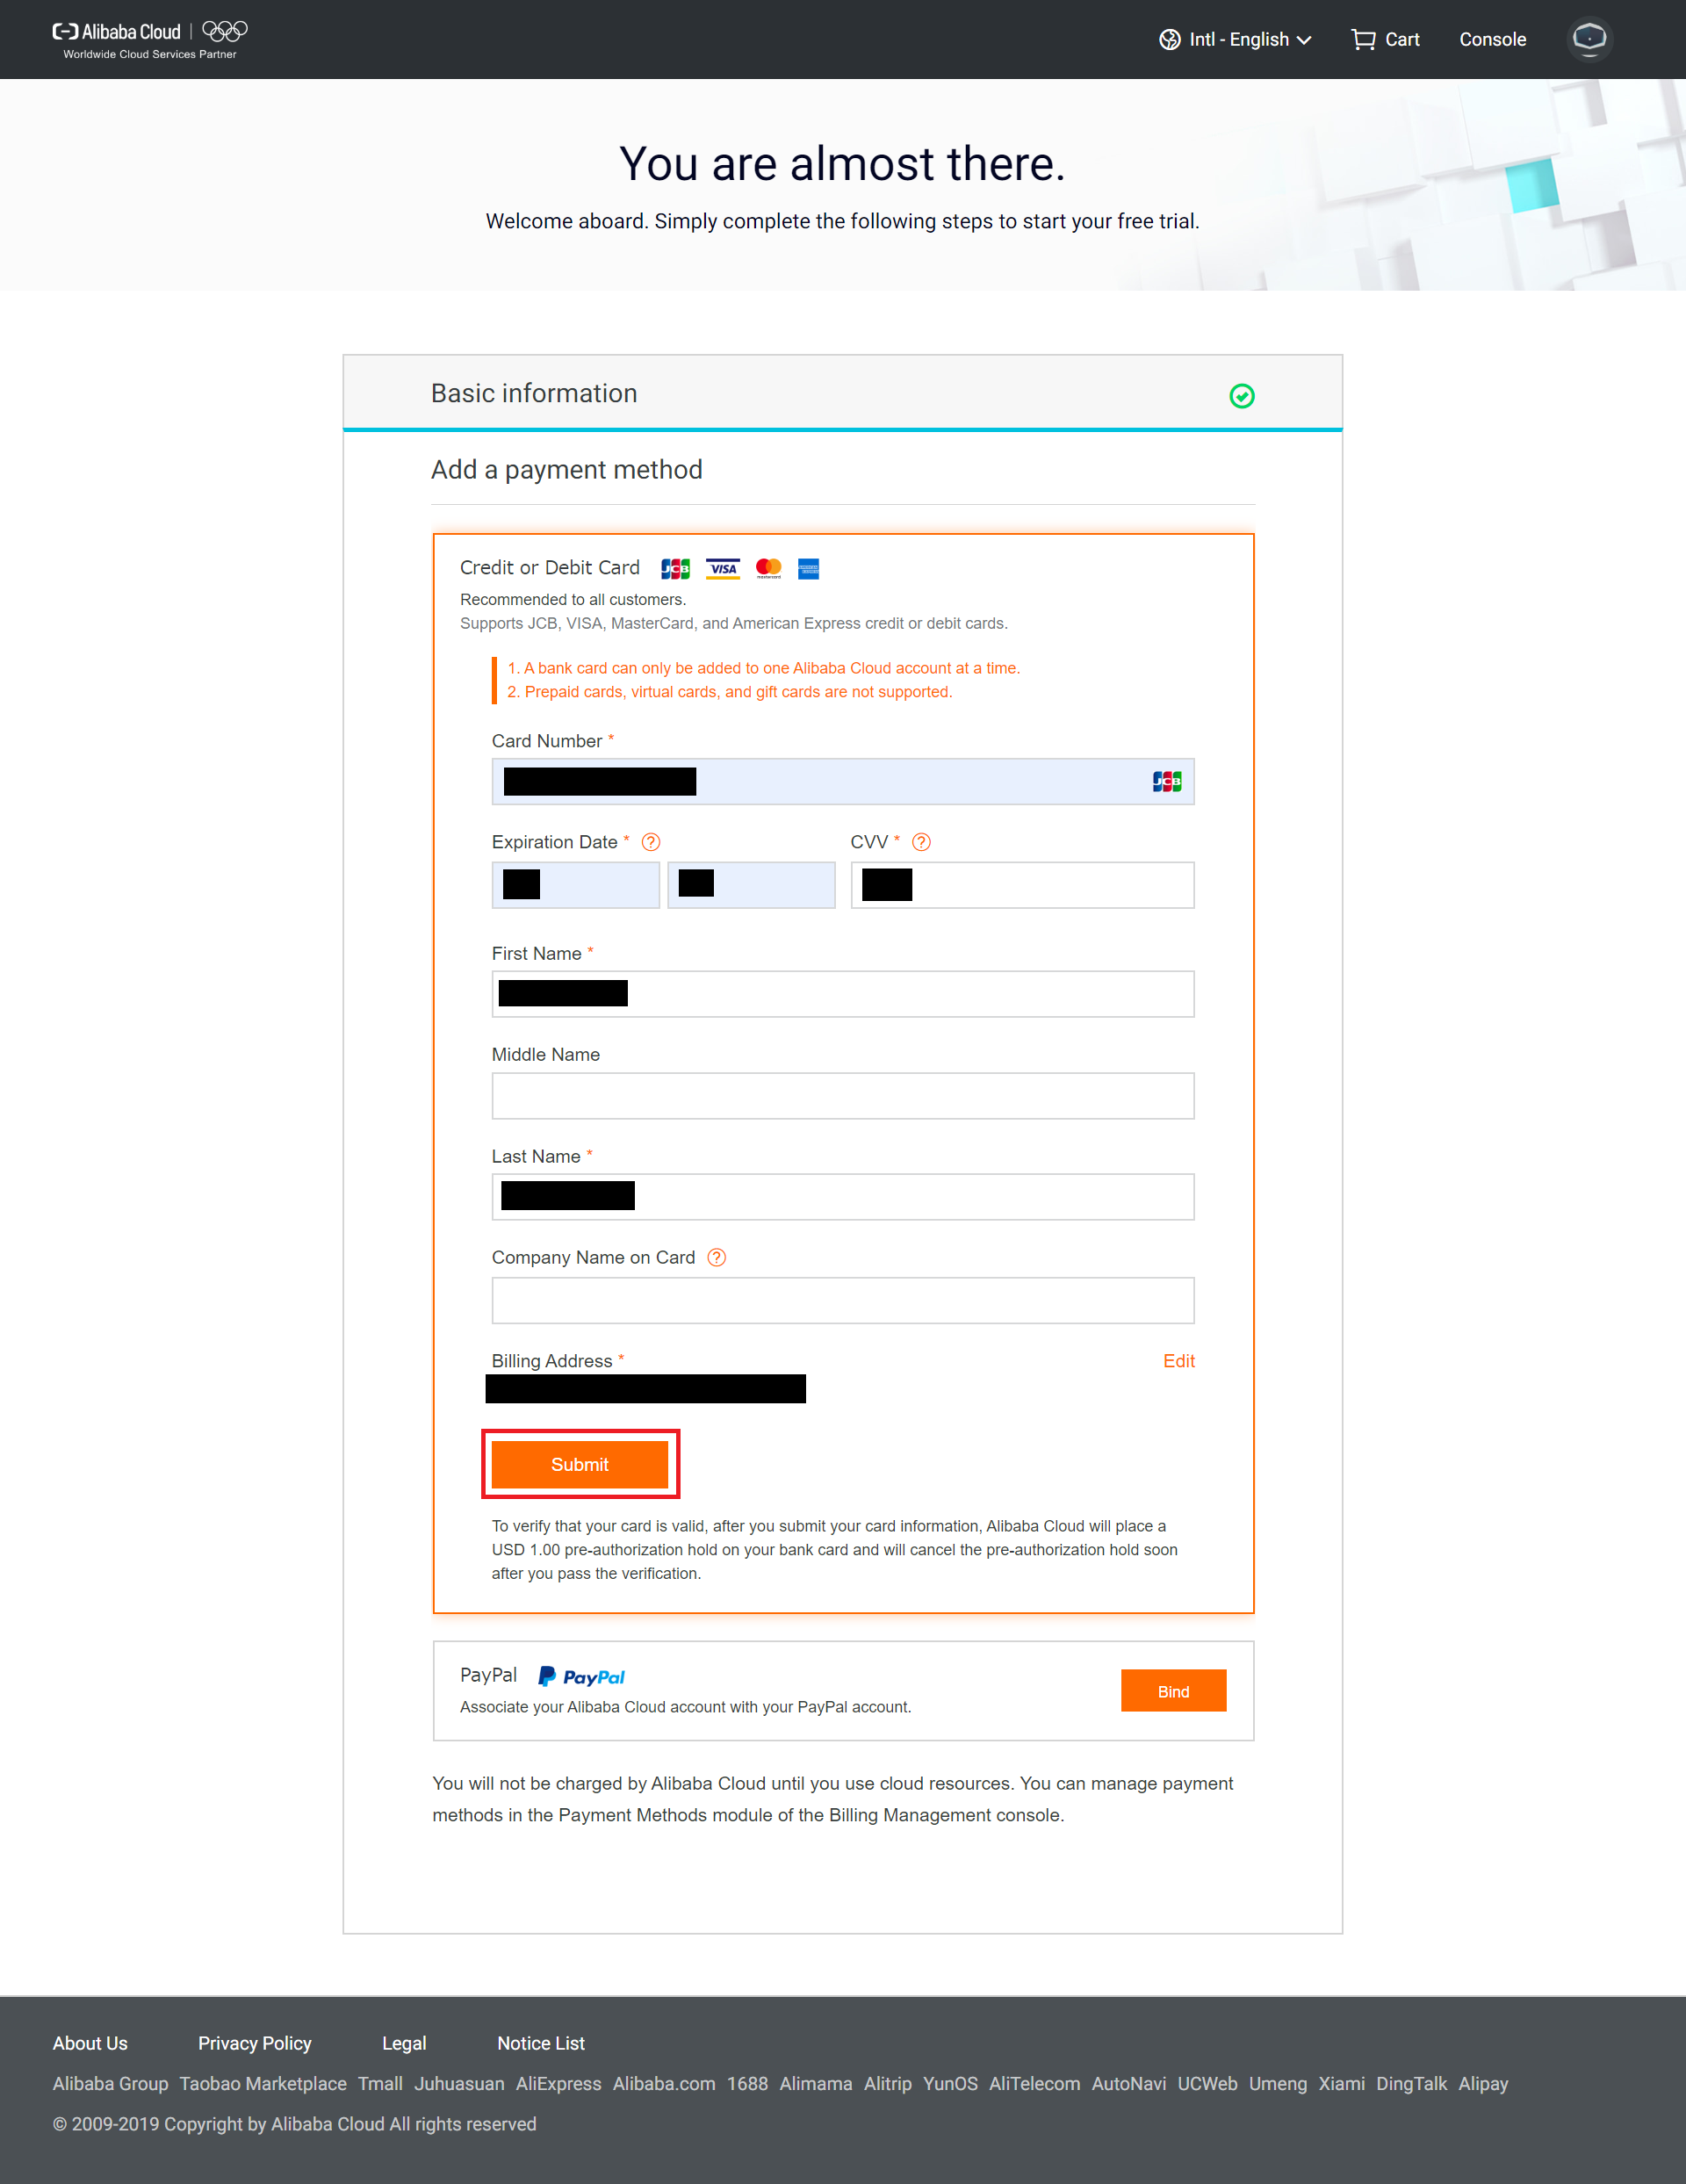 Alibaba Cloud
Worldwide Cloud Services Partner
Intl - English
Cart
Console
You are almost there.
Welcome aboard. Simply complete the following steps to start your free trial.
Basic information
Add a payment method
Credit or Debit Card JCB VISA mastercard
Recommended to all customers.
Supports JCB, VISA, MasterCard, and American Express credit or debit cards.
1. A bank card can only be added to one Alibaba Cloud account at a time.
2. Prepaid cards, virtual cards, and gift cards are not supported.
Card Number *
JCB
Expiration Date * ? CVV * ?
First Name *
Middle Name
Last Name *
Company Name on Card ?
Billing Address * Edit
Submit
To verify that your card is valid, after you submit your card information, Alibaba Cloud will place a
USD 1.00 pre-authorization hold on your bank card and will cancel the pre-authorization hold soon
after you pass the verification.
PayPal PayPal
Associate your Alibaba Cloud account with your PayPal account.
Bind
You will not be charged by Alibaba Cloud until you use cloud resources. You can manage payment
methods in the Payment Methods module of the Billing Management console.
About Us Privacy Policy Legal Notice List
Alibaba Group Taobao Marketplace Tmall Juhuasuan AliExpress Alibaba.com 1688 Alimama Alitrip YunOS AliTelecom AutoNavi UCWeb Umeng Xiami DingTalk Alipay
© 2009-2019 Copyright by Alibaba Cloud All rights reserved